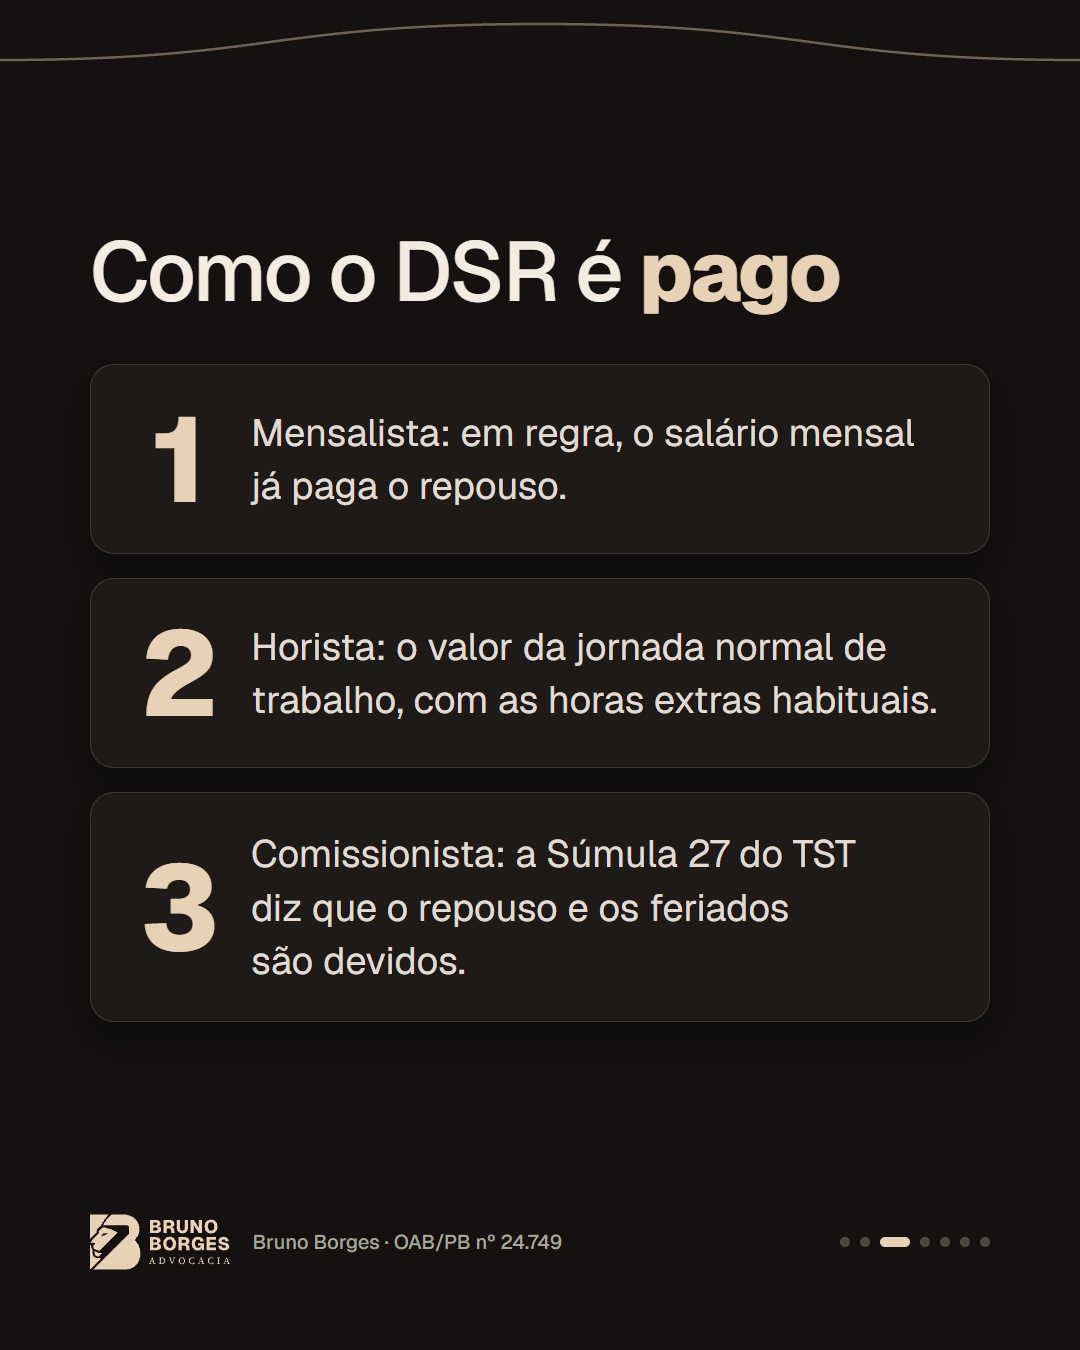 Como o DSR é pago
1
Mensalista: em regra, o salário mensal
já paga o repouso.
2
Horista: o valor da jornada normal de
trabalho, com as horas extras habituais.
3
Comissionista: a Súmula 27 do TST
diz que o repouso e os feriados
são devidos.
BRUNO
BORGES
ADVOCACIA
Bruno Borges · OAB/PB nº 24.749